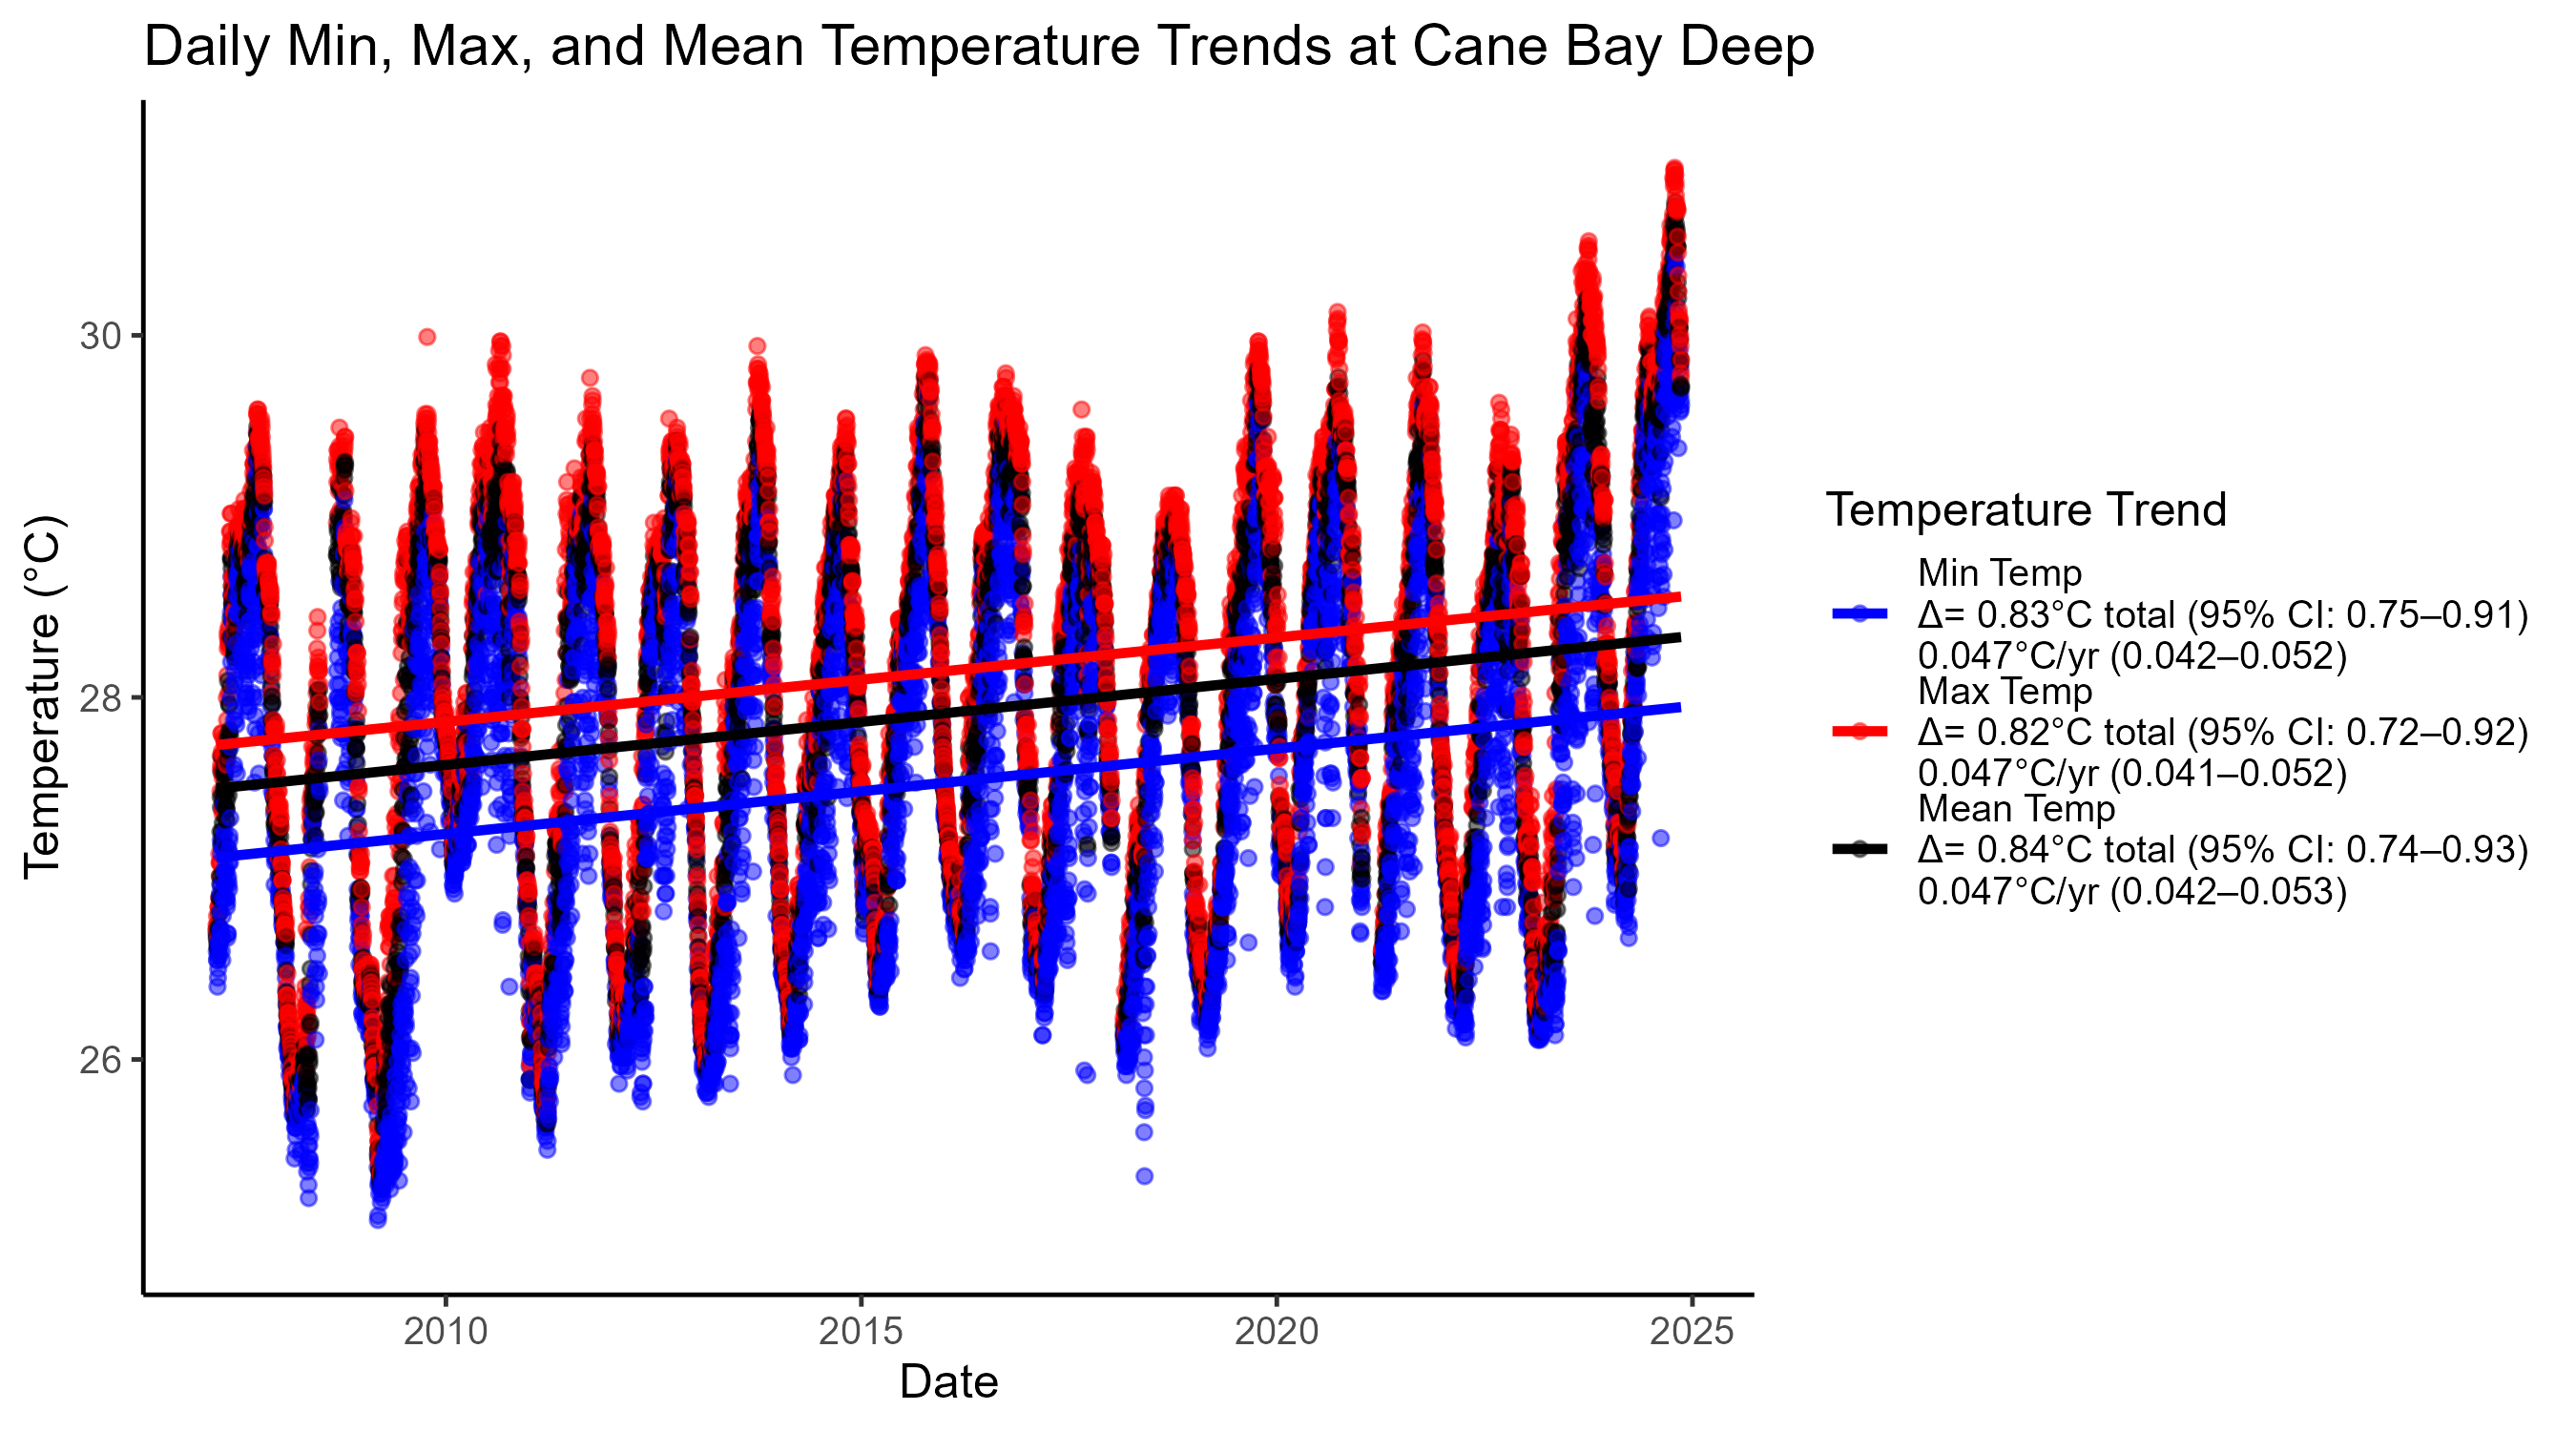 Daily Min, Max, and Mean Temperature Trends at Cane Bay Deep
Temperature (°C)
30
28
26
2010
2015
2020
2025
Date
Temperature Trend
Min Temp
Δ= 0.83°C total (95% CI: 0.75–0.91)
0.047°C/yr (0.042–0.052)
Max Temp
Δ= 0.82°C total (95% CI: 0.72–0.92)
0.047°C/yr (0.041–0.052)
Mean Temp
Δ= 0.84°C total (95% CI: 0.74–0.93)
0.047°C/yr (0.042–0.053)